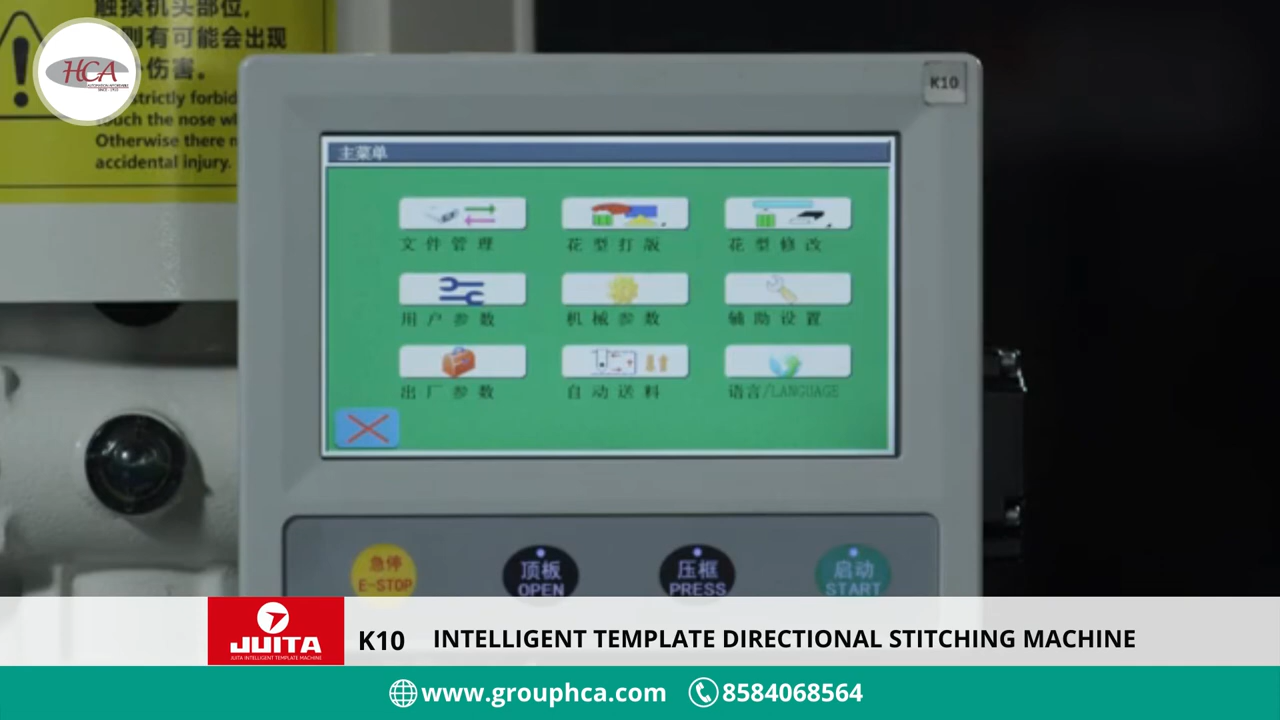 触摸机头部位,
则有可能会出现
伤害。
strictly forbid
ouch the nose w
Otherwise there
accidental injury.
HCA
K10
主菜单
文件管理
花型打版
花型修改
用户参数
机械参数
辅助设置
出厂参数
自动送料
语言/LANGUAGE
急停
E-STOP
顶板
OPEN
压框
PRESS
启动
START
JUITA
JUITA INTELLIGENT TEMPLATE MACHINE
K10 INTELLIGENT TEMPLATE DIRECTIONAL STITCHING MACHINE
www.grouphca.com
8584068564